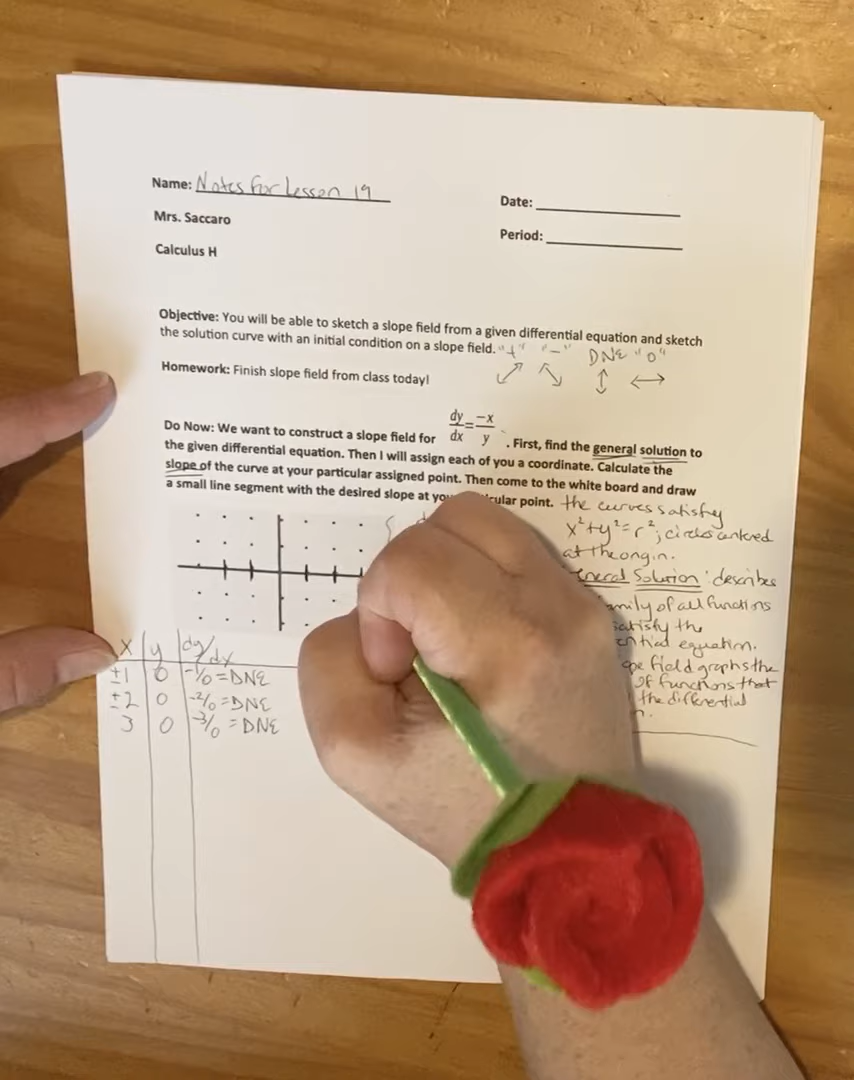 Name: Notes for Lesson 19
Date:
Mrs. Saccaro
Period:
Calculus H
Objective: You will be able to sketch a slope field from a given differential equation and sketch
the solution curve with an initial condition on a slope field. "+" "-" DNE "0"
Homework: Finish slope field from class today!
Do Now: We want to construct a slope field for dy/dx = -x/y . First, find the general solution to
the given differential equation. Then I will assign each of you a coordinate. Calculate the
slope of the curve at your particular assigned point. Then come to the white board and draw
a small line segment with the desired slope at point.
the curves satisfy
x²+y²=r²; circles centered
at the origin.
Solution: describes
family of all functions
satisfy the
equation.
field graphs the
of functions that
the differential
x y dy/dx
±1 0 -1/0 = DNE
±2 0 -2/0 = DNE
3 0 -3/0 = DNE